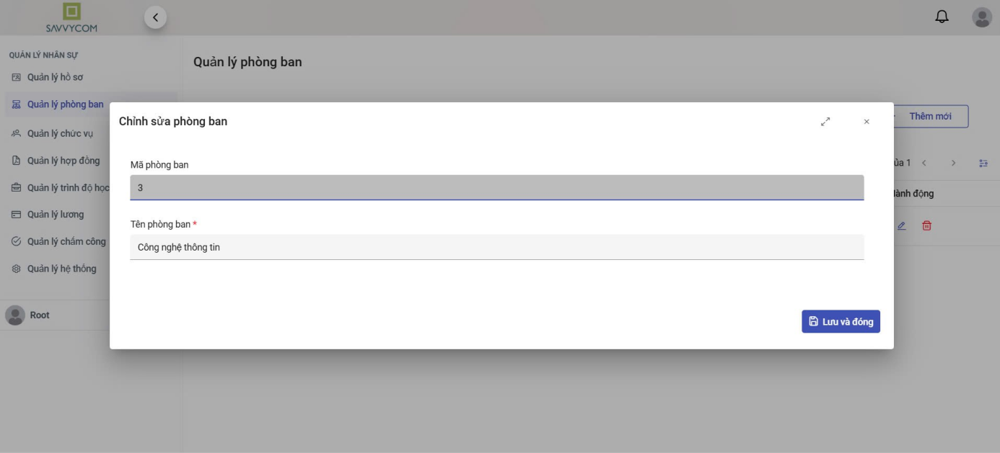 SAVVYCOM
QUẢN LÝ NHÂN SỰ
Quản lý hồ sơ
Quản lý phòng ban
Quản lý chức vụ
Quản lý hợp đồng
Quản lý trình độ học
Quản lý lương
Quản lý chấm công
Quản lý hệ thống
Root
Quản lý phòng ban
Thêm mới
của 1
Hành động
Chỉnh sửa phòng ban
Mã phòng ban
3
Tên phòng ban *
Công nghệ thông tin
Lưu và đóng